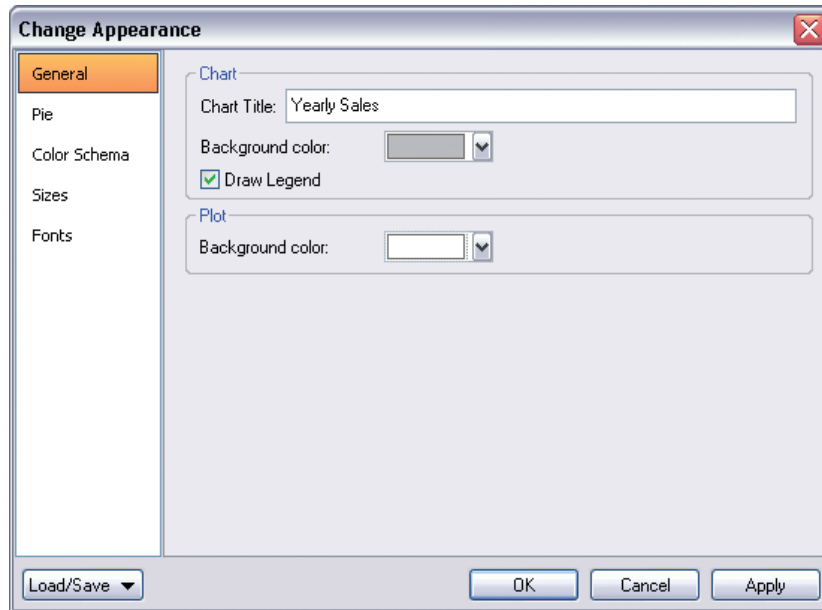 Change Appearance
General
Pie
Color Schema
Sizes
Fonts
Chart
Chart Title: Yearly Sales
Background color:
Draw Legend
Plot
Background color:
Load/Save
OK
Cancel
Apply